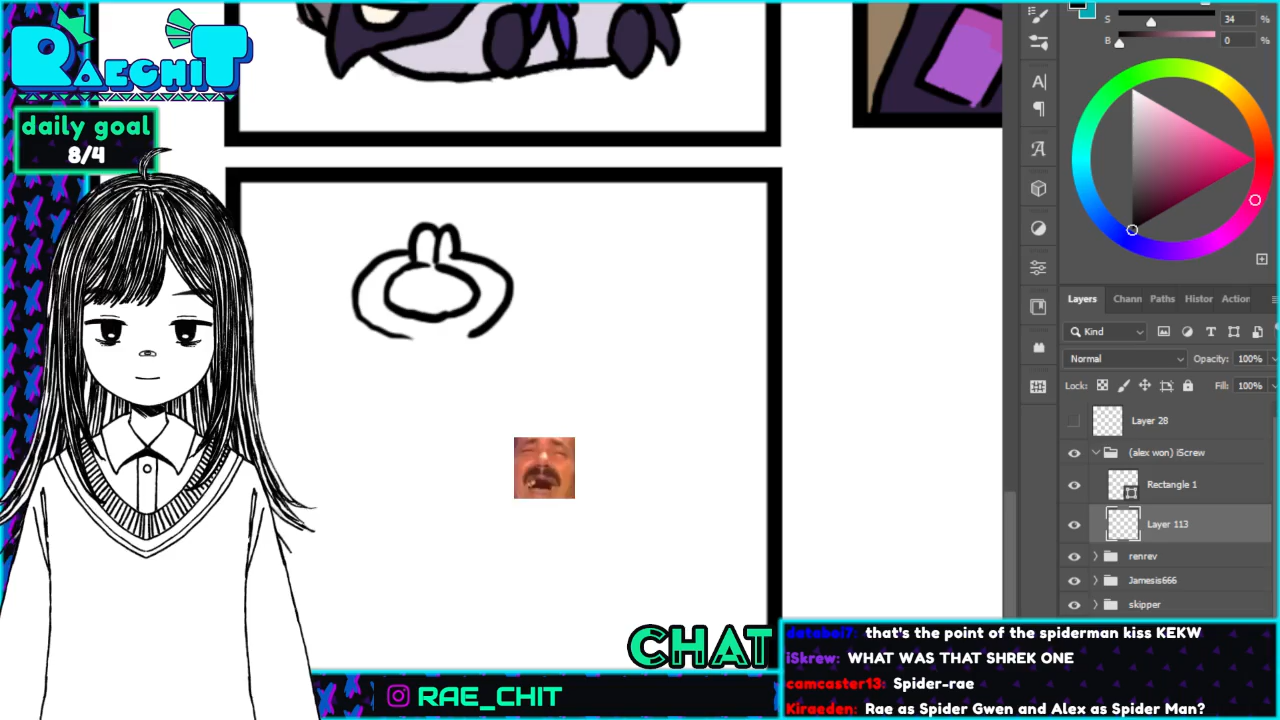 RAECHIT
daily goal
8/4
S 34 %
B 0 %
A|
¶
A
Layers Chann Paths Histor Action
Kind T
Normal Opacity: 100%
Lock: Fill: 100%
Layer 28
(alex won) iScrew
Rectangle 1
Layer 113
renrev
Jamesis666
skipper
CHAT
RAE_CHIT
datboi7: that's the point of the spiderman kiss KEKW
iSkrew: WHAT WAS THAT SHREK ONE
camcaster13: Spider-rae
Kiraeden: Rae as Spider Gwen and Alex as Spider Man?